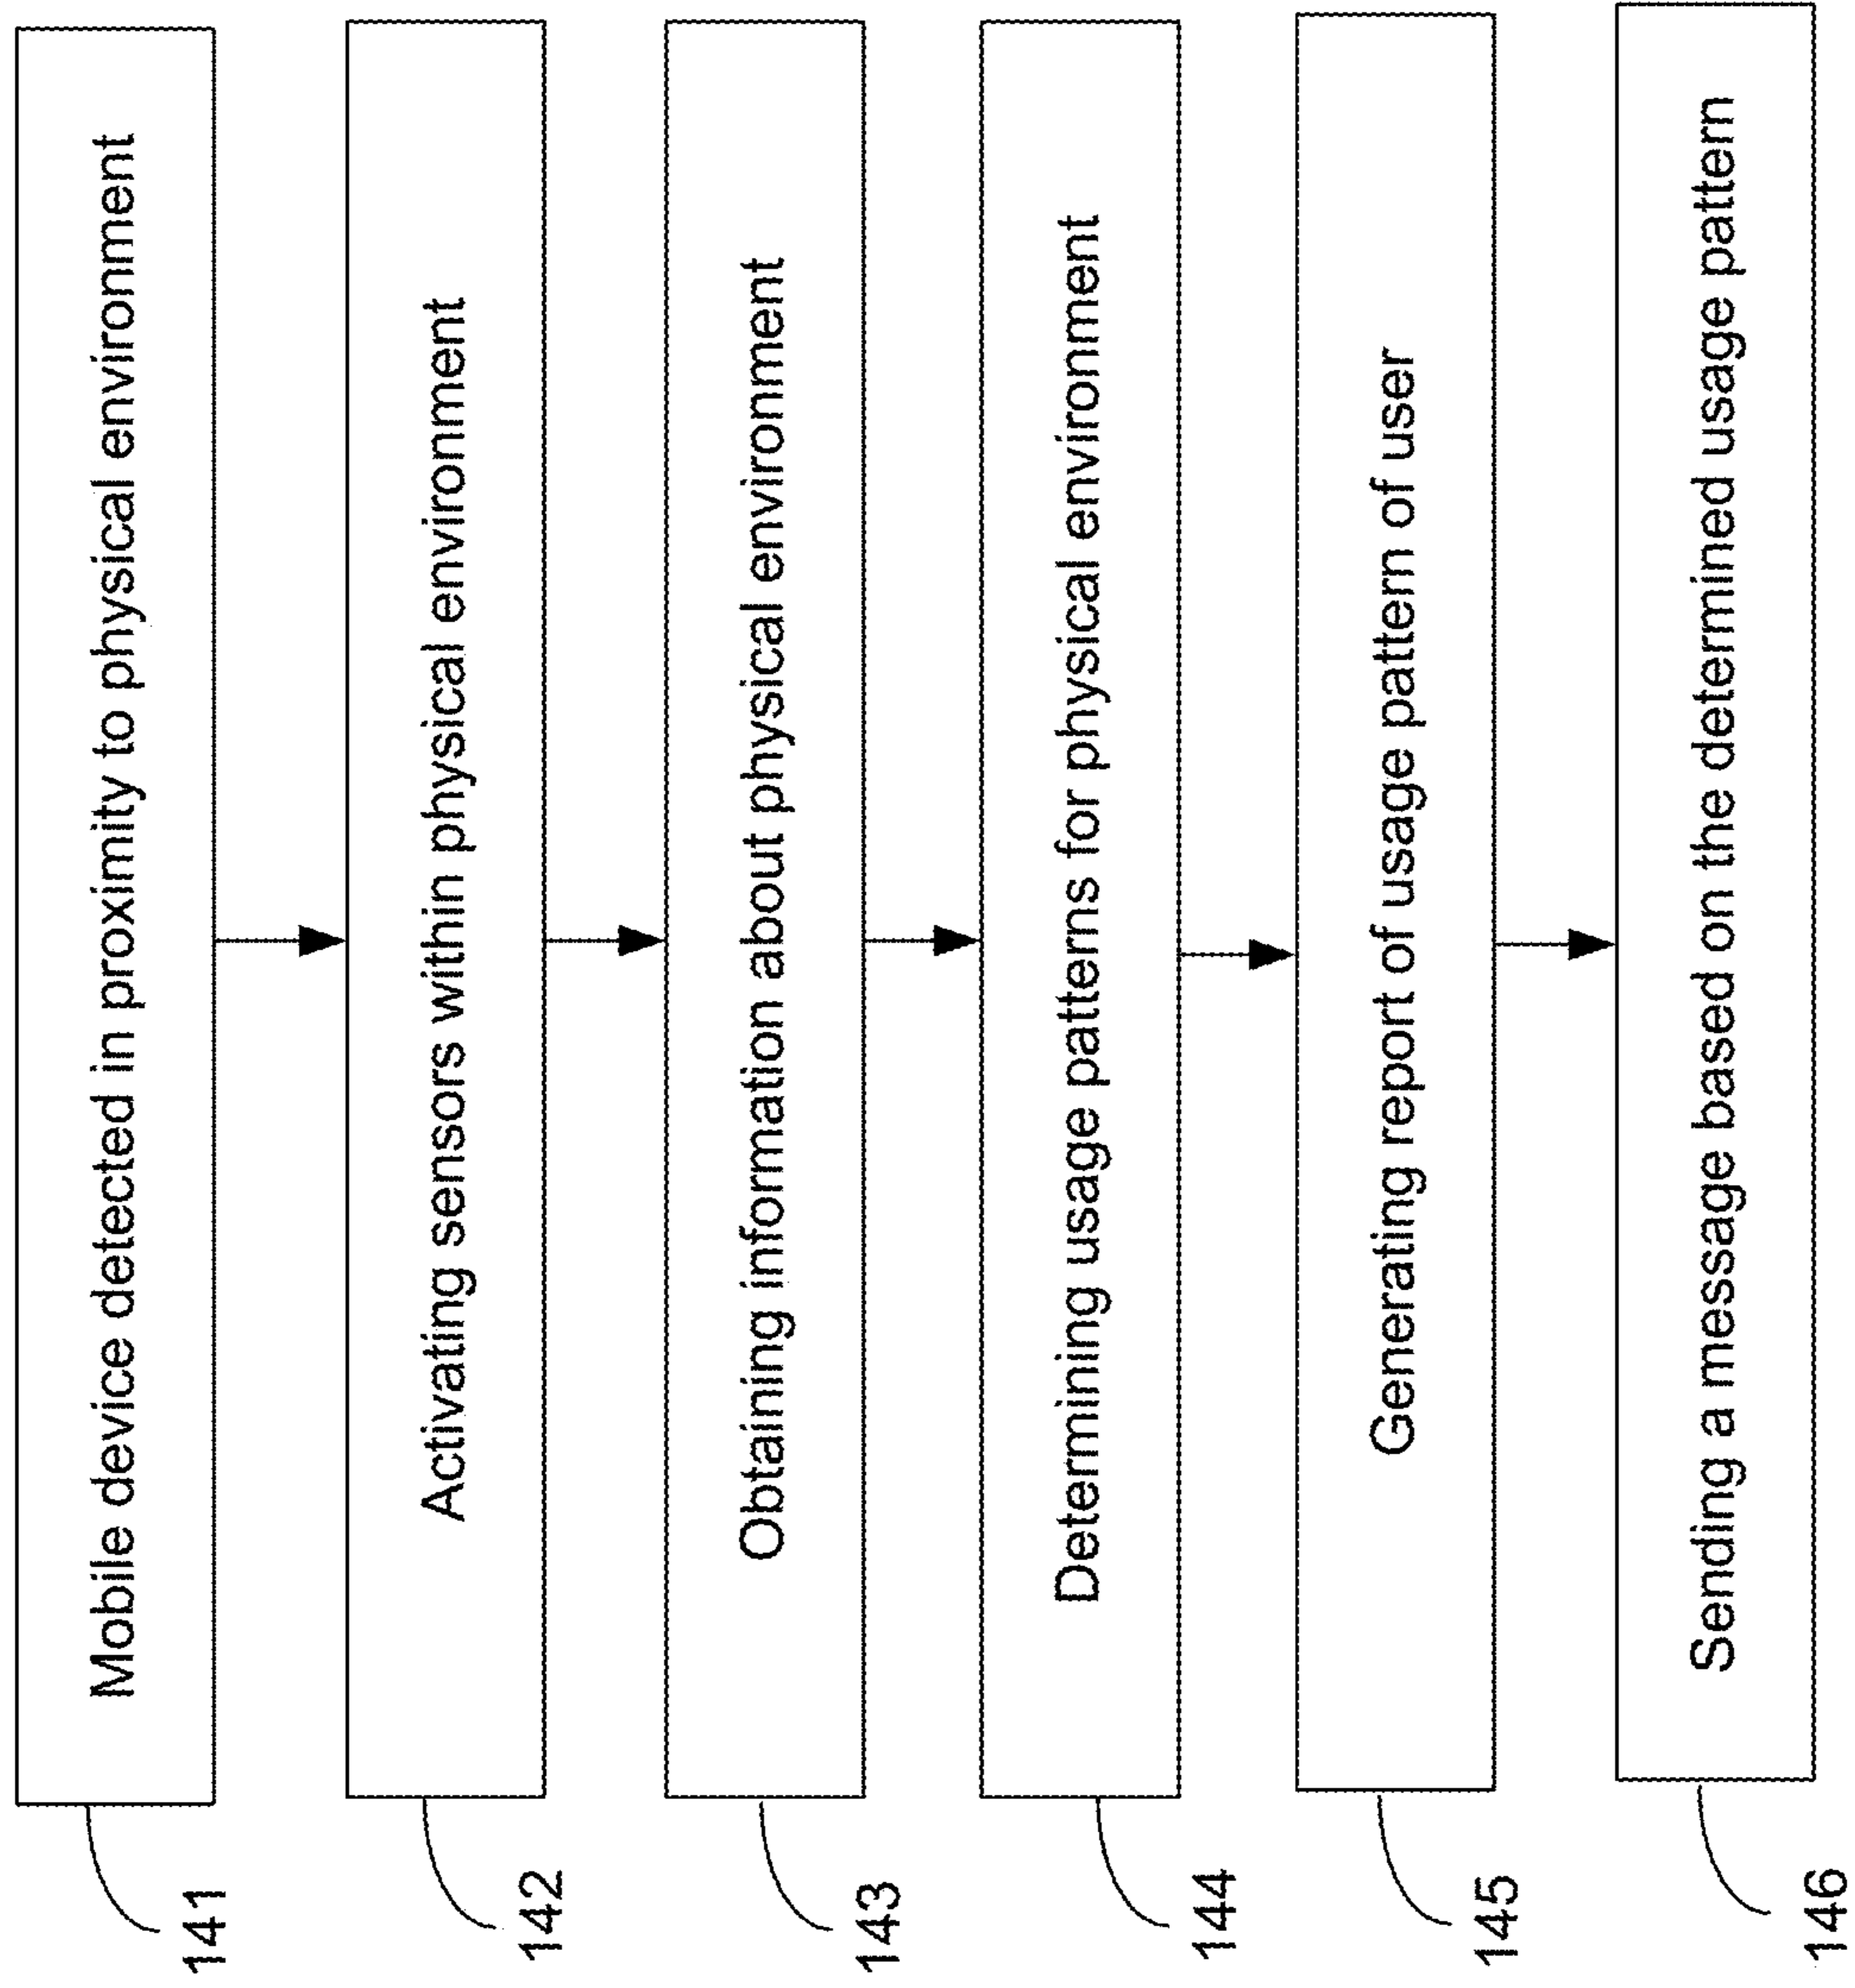 141
Mobile device detected in proximity to physical environment
142
Activating sensors within physical environment
143
Obtaining information about physical environment
144
Determining usage patterns for physical environment
145
Generating report of usage pattern of user
146
Sending a message based on the determined usage pattern